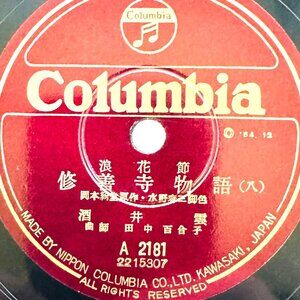 Columbia
Columbia
© '54. 12
浪花節
修善寺物語 (八)
岡本綺堂原作・水野春三脚色
酒井雲
曲師 田中百合子
A 2181
2215307
MADE BY NIPPON COLUMBIA CO., LTD., KAWASAKI, JAPAN
ALL RIGHTS RESERVED